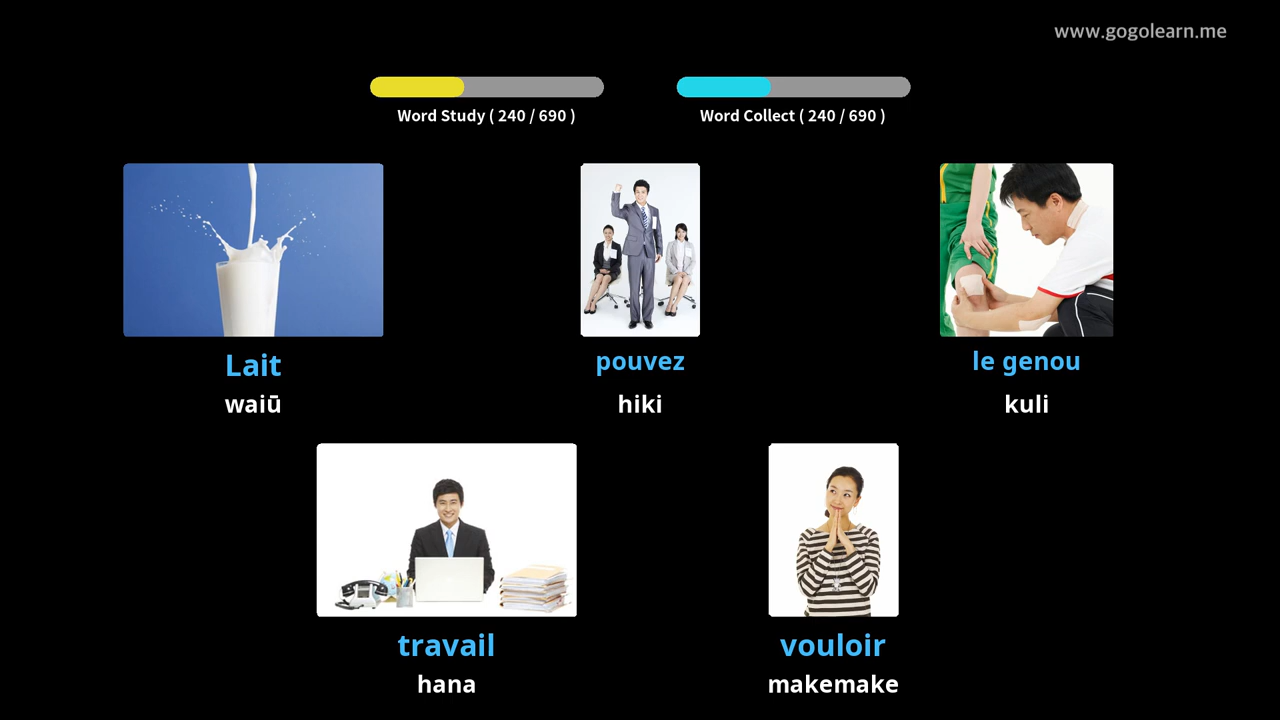 www.gogolearn.me
Word Study ( 240 / 690 )
Word Collect ( 240 / 690 )
Lait
waiū
pouvez
hiki
le genou
kuli
travail
hana
vouloir
makemake